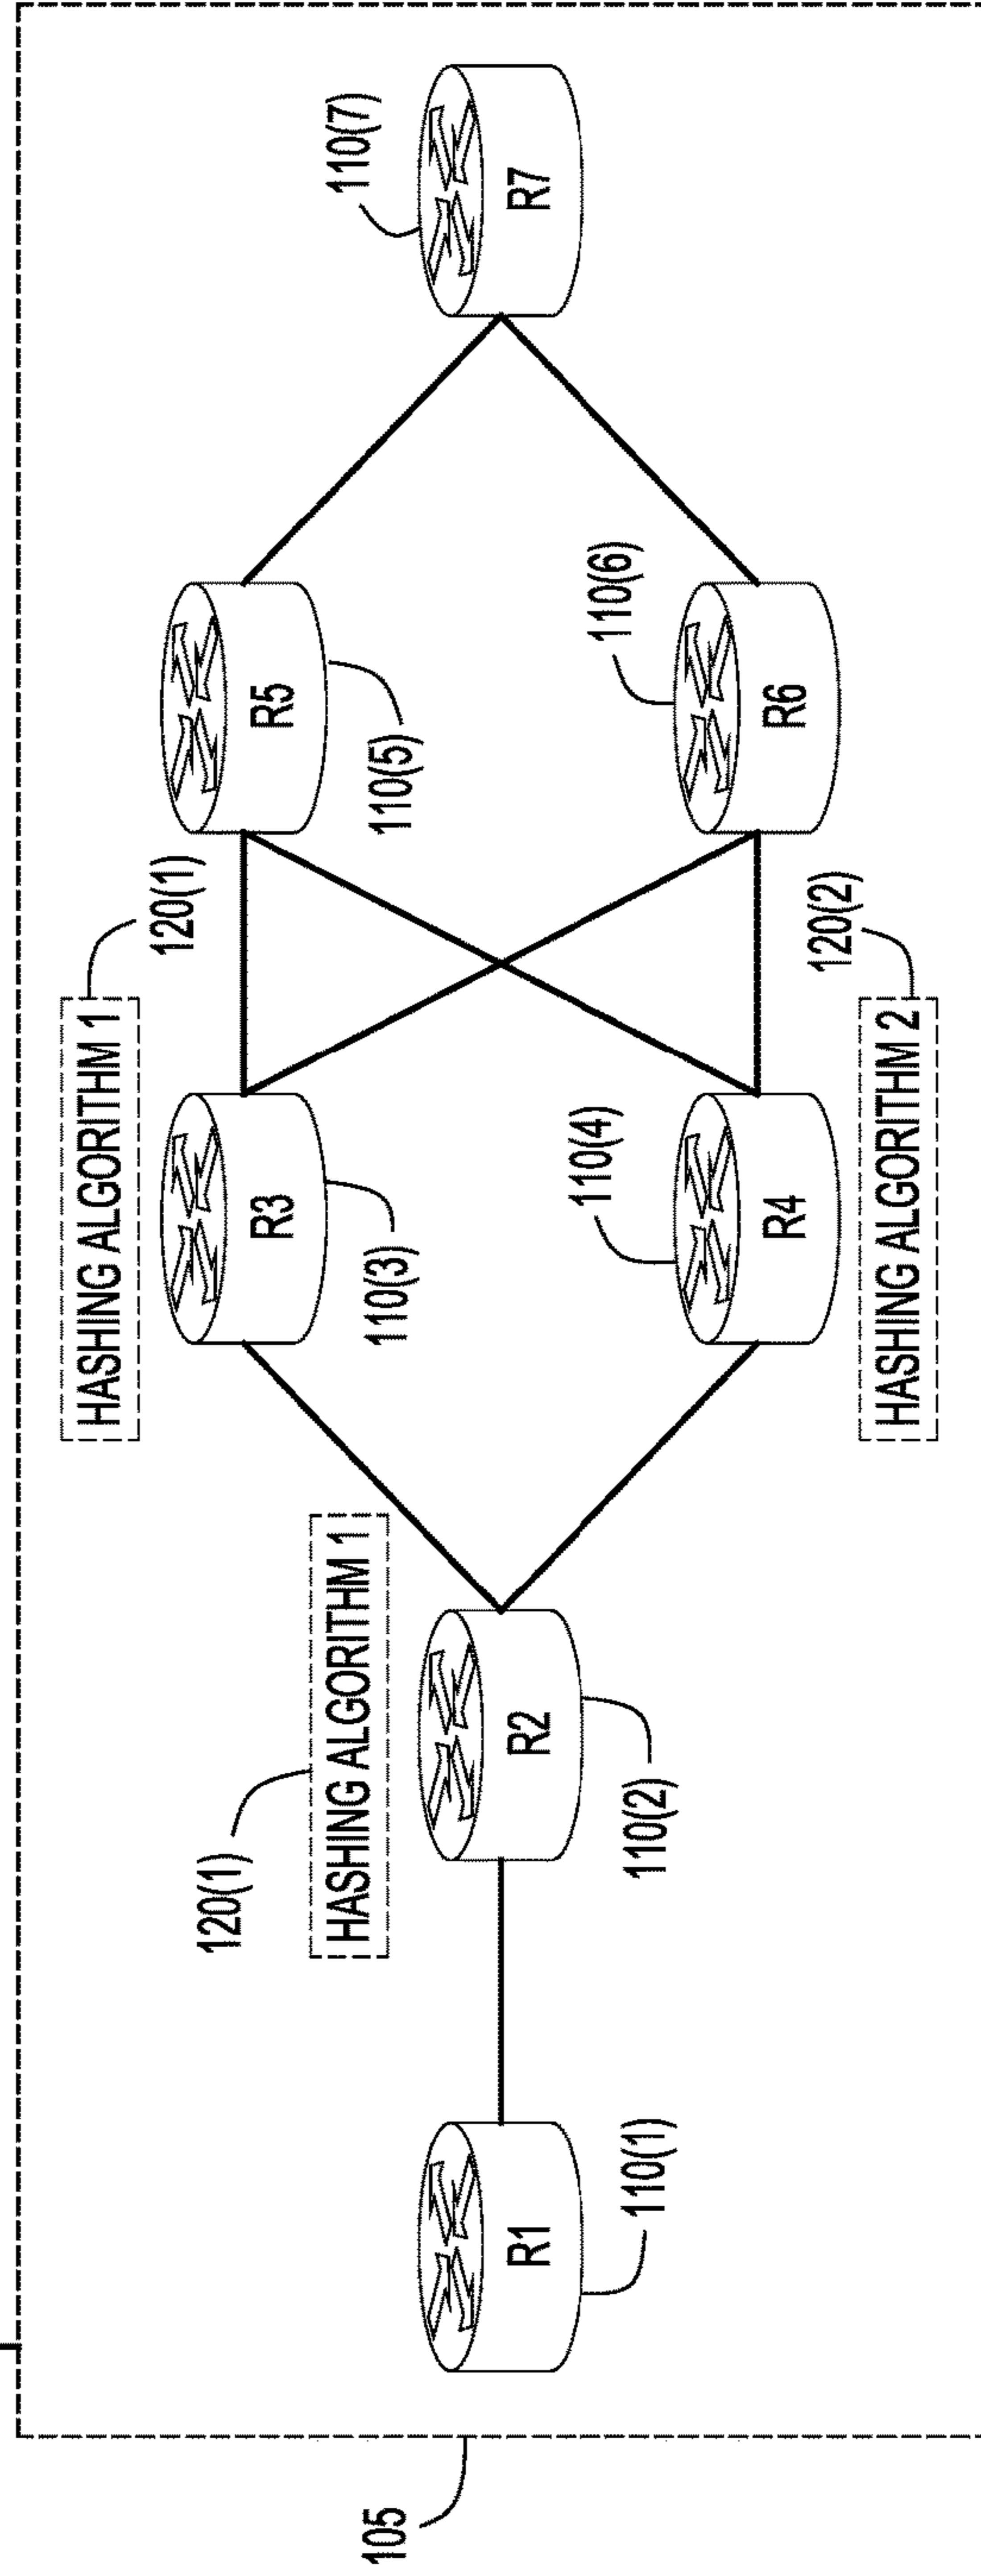 HASHING ALGORITHM 1
120(1)
120(1)
HASHING ALGORITHM 1
R3
110(3)
R5
110(5)
110(7)
R1
110(1)
R2
110(2)
R7
110(4)
R4
110(6)
R6
HASHING ALGORITHM 2
120(2)
105